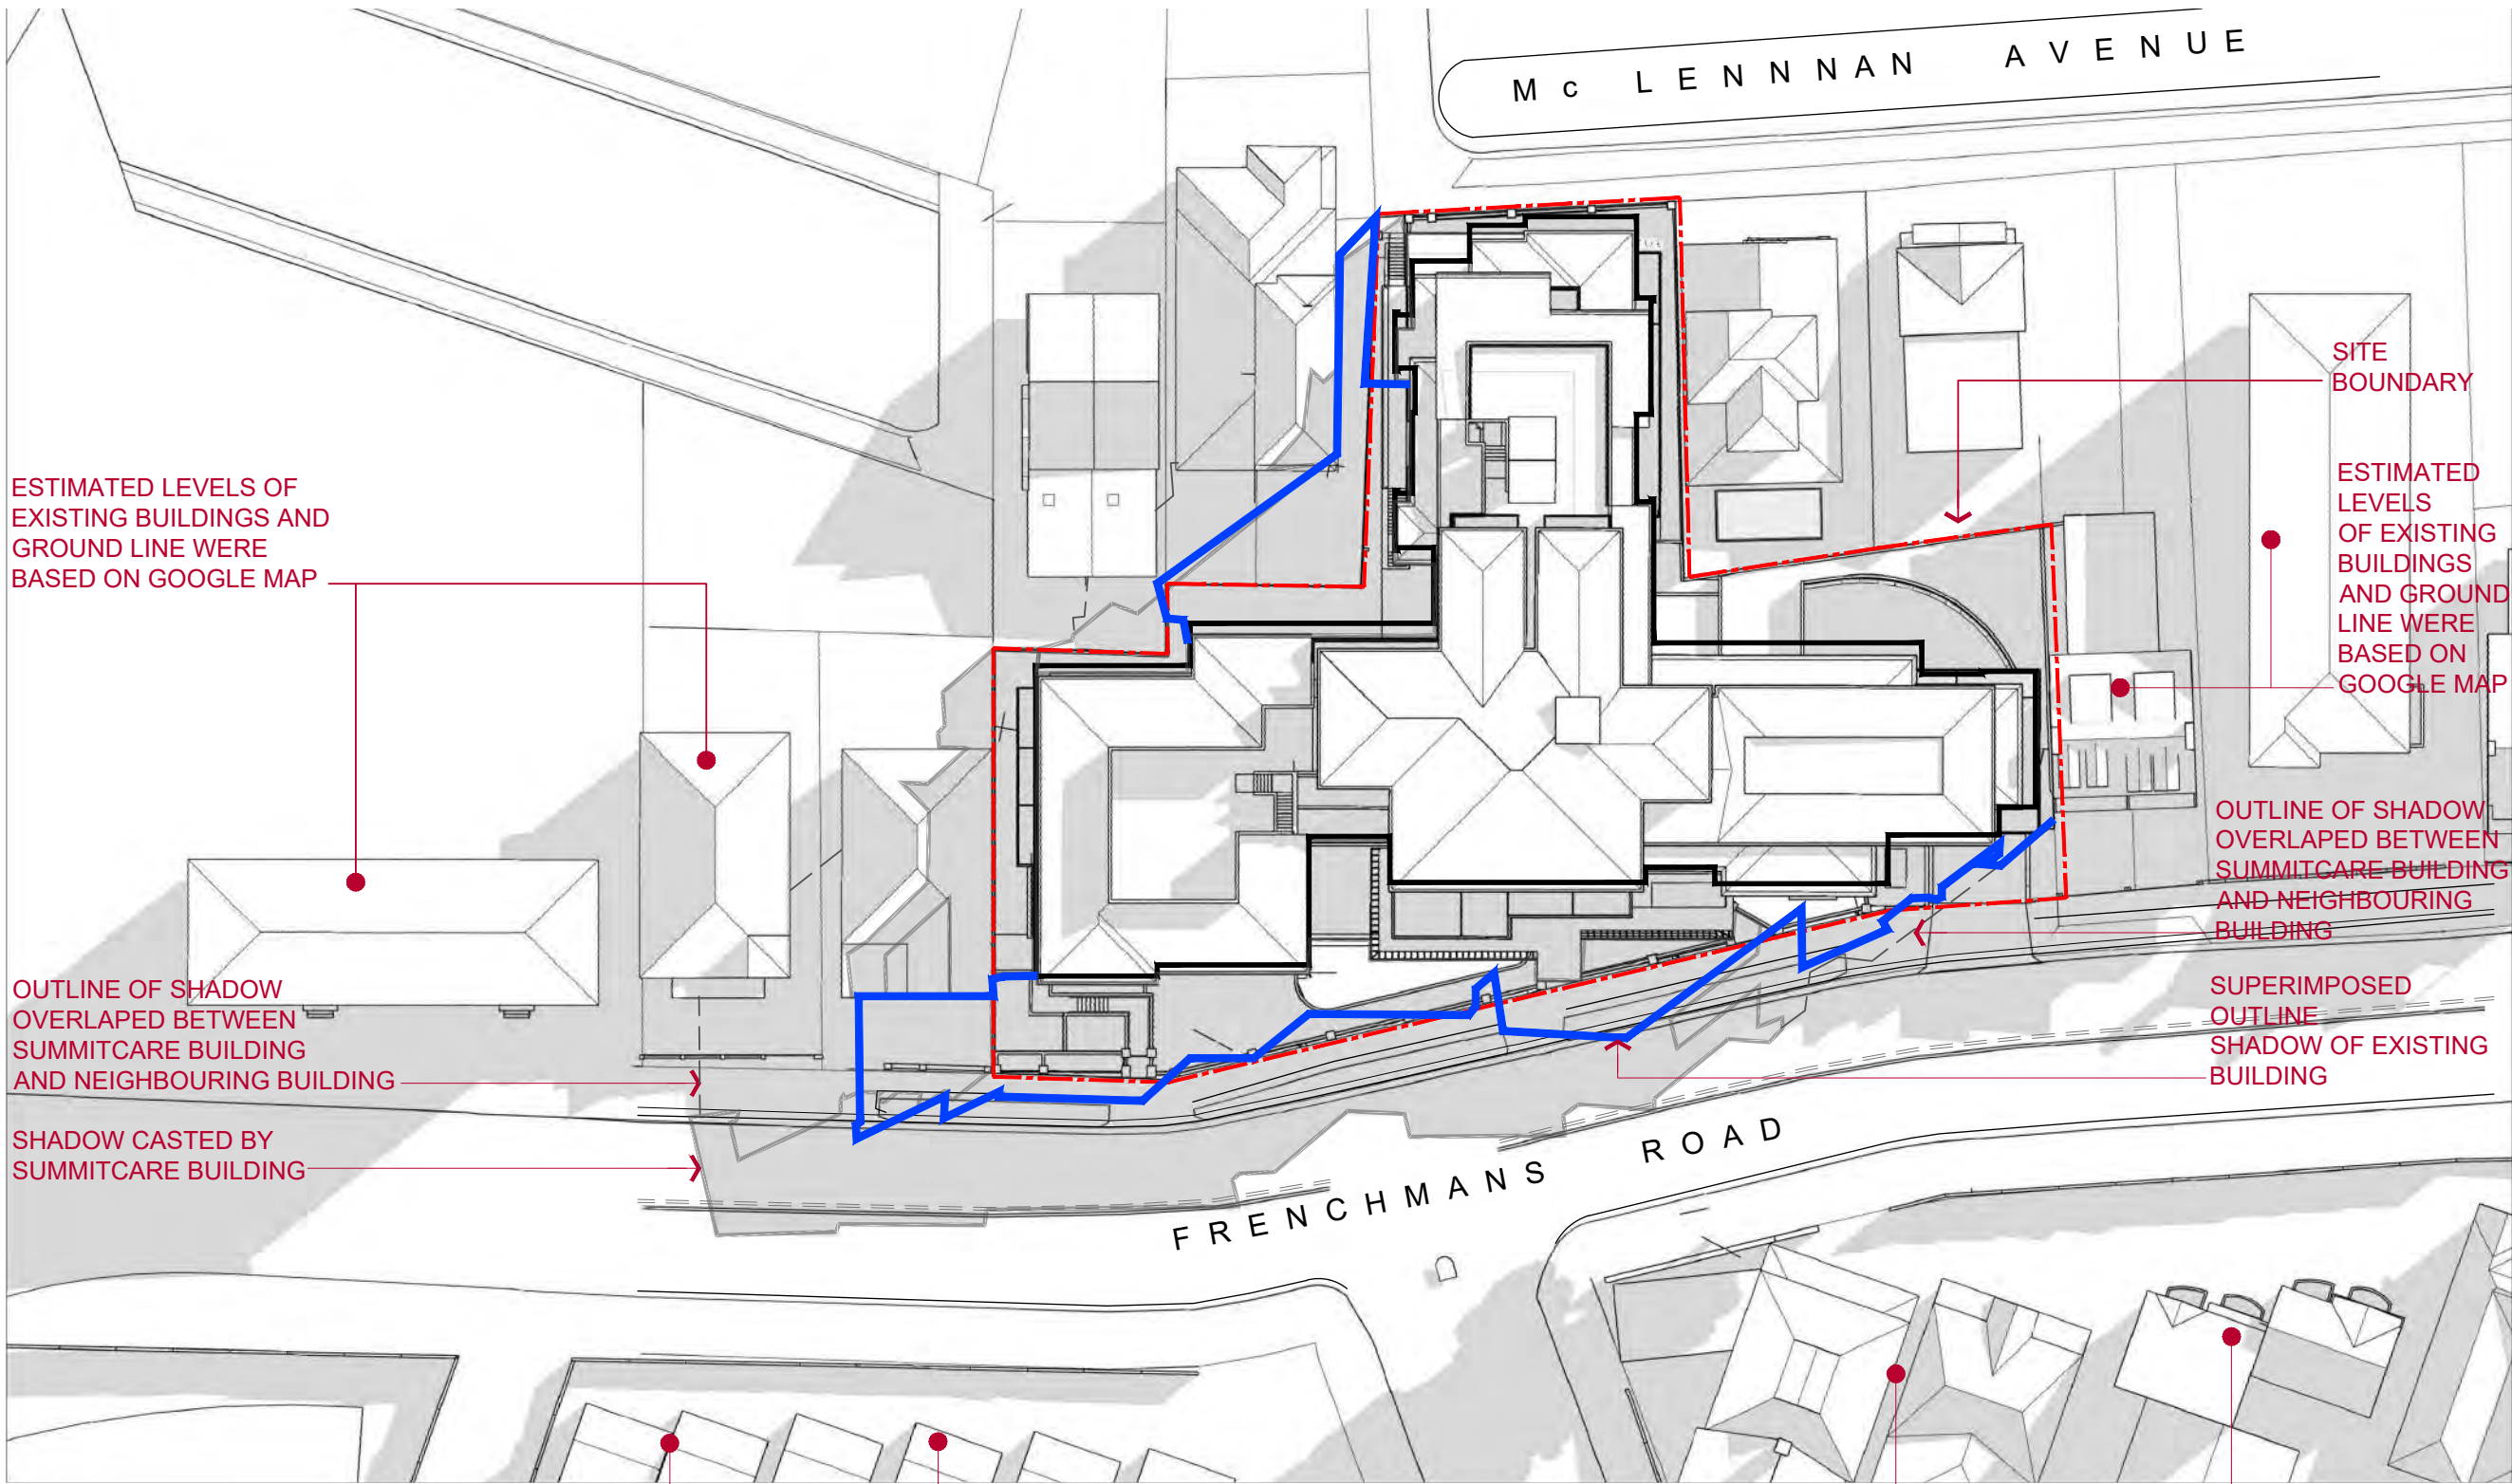 Mc LENNNAN AVENUE
SITE
BOUNDARY
ESTIMATED LEVELS OF
EXISTING BUILDINGS AND
GROUND LINE WERE
BASED ON GOOGLE MAP
ESTIMATED
LEVELS
OF EXISTING
BUILDINGS
AND GROUND
LINE WERE
BASED ON
GOOGLE MAP
OUTLINE OF SHADOW
OVERLAPED BETWEEN
SUMMITCARE BUILDING
AND NEIGHBOURING
BUILDING
OUTLINE OF SHADOW
OVERLAPED BETWEEN
SUMMITCARE BUILDING
AND NEIGHBOURING BUILDING
SUPERIMPOSED
OUTLINE
SHADOW OF EXISTING
BUILDING
SHADOW CASTED BY
SUMMITCARE BUILDING
FRENCHMANS ROAD